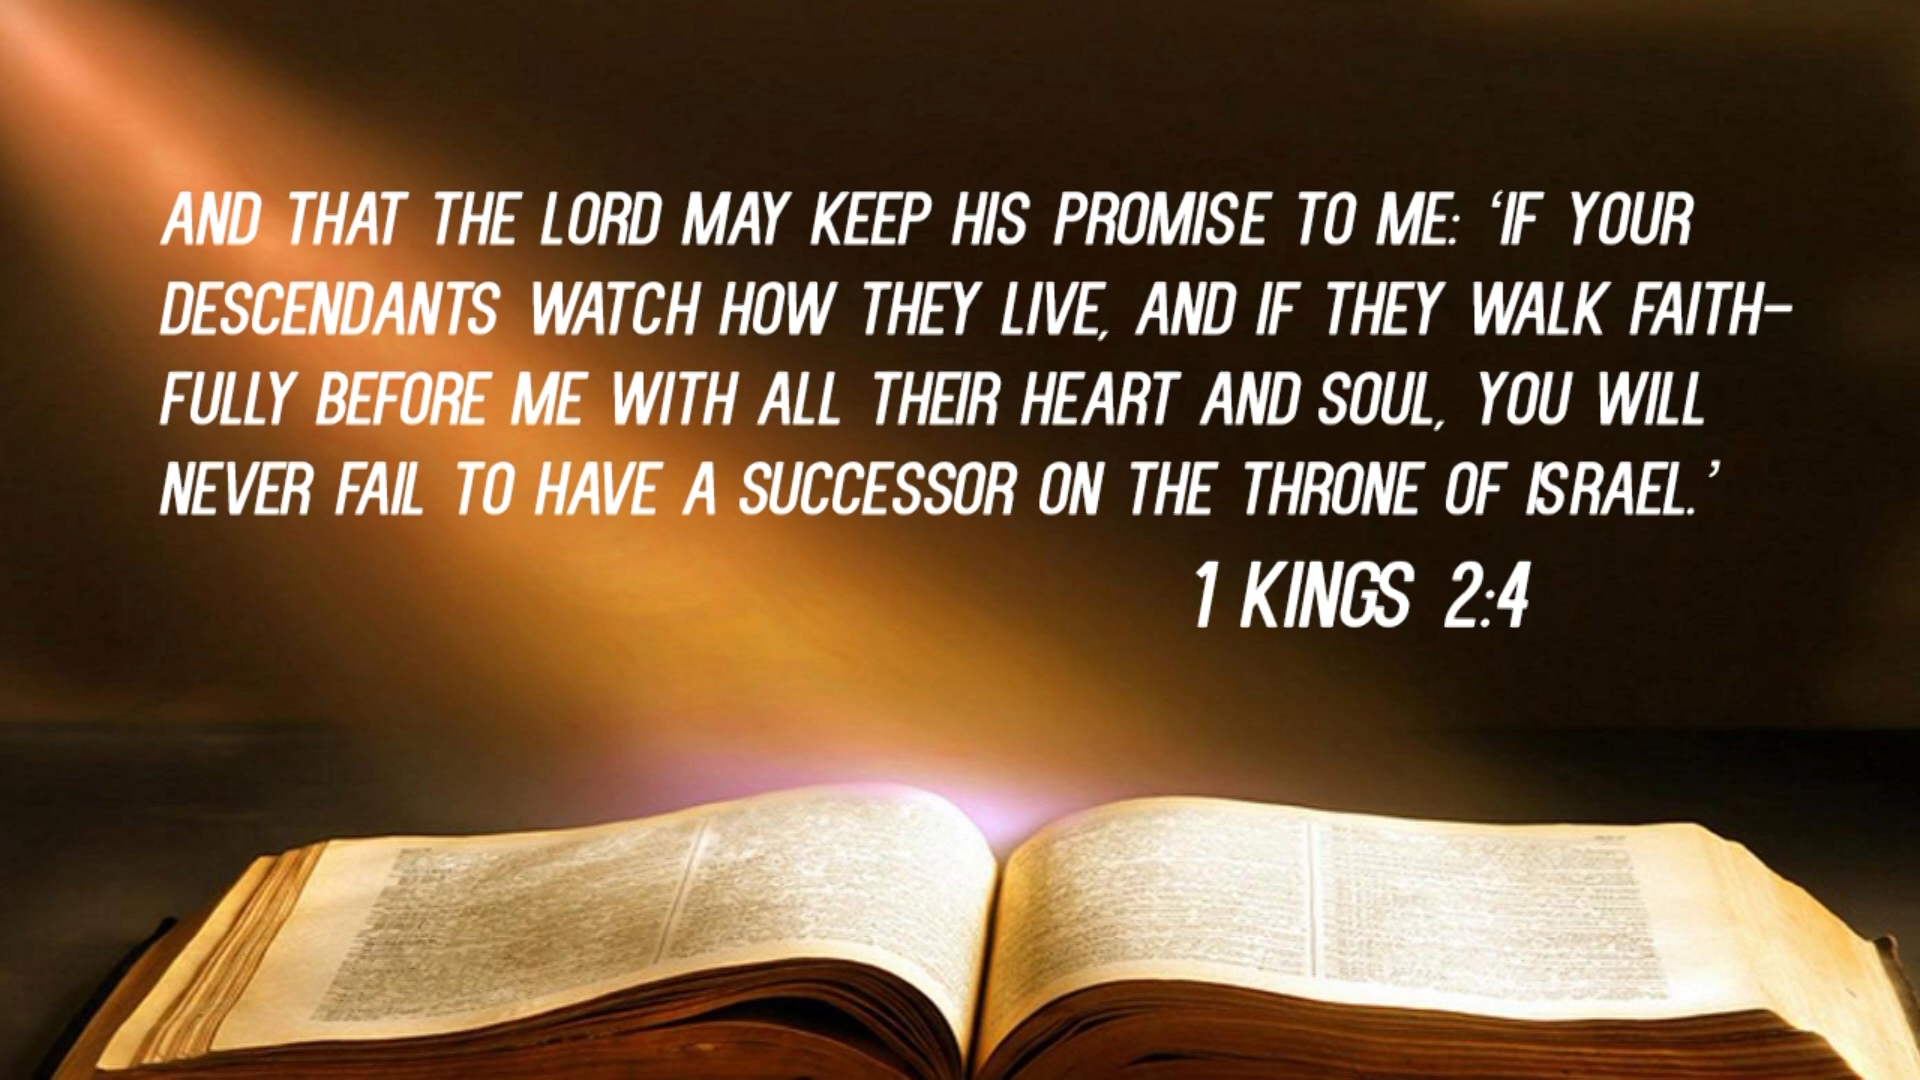 AND THAT THE LORD MAY KEEP HIS PROMISE TO ME: ‘IF YOUR
DESCENDANTS WATCH HOW THEY LIVE, AND IF THEY WALK FAITH-
FULLY BEFORE ME WITH ALL THEIR HEART AND SOUL, YOU WILL
NEVER FAIL TO HAVE A SUCCESSOR ON THE THRONE OF ISRAEL.’
1 KINGS 2:4